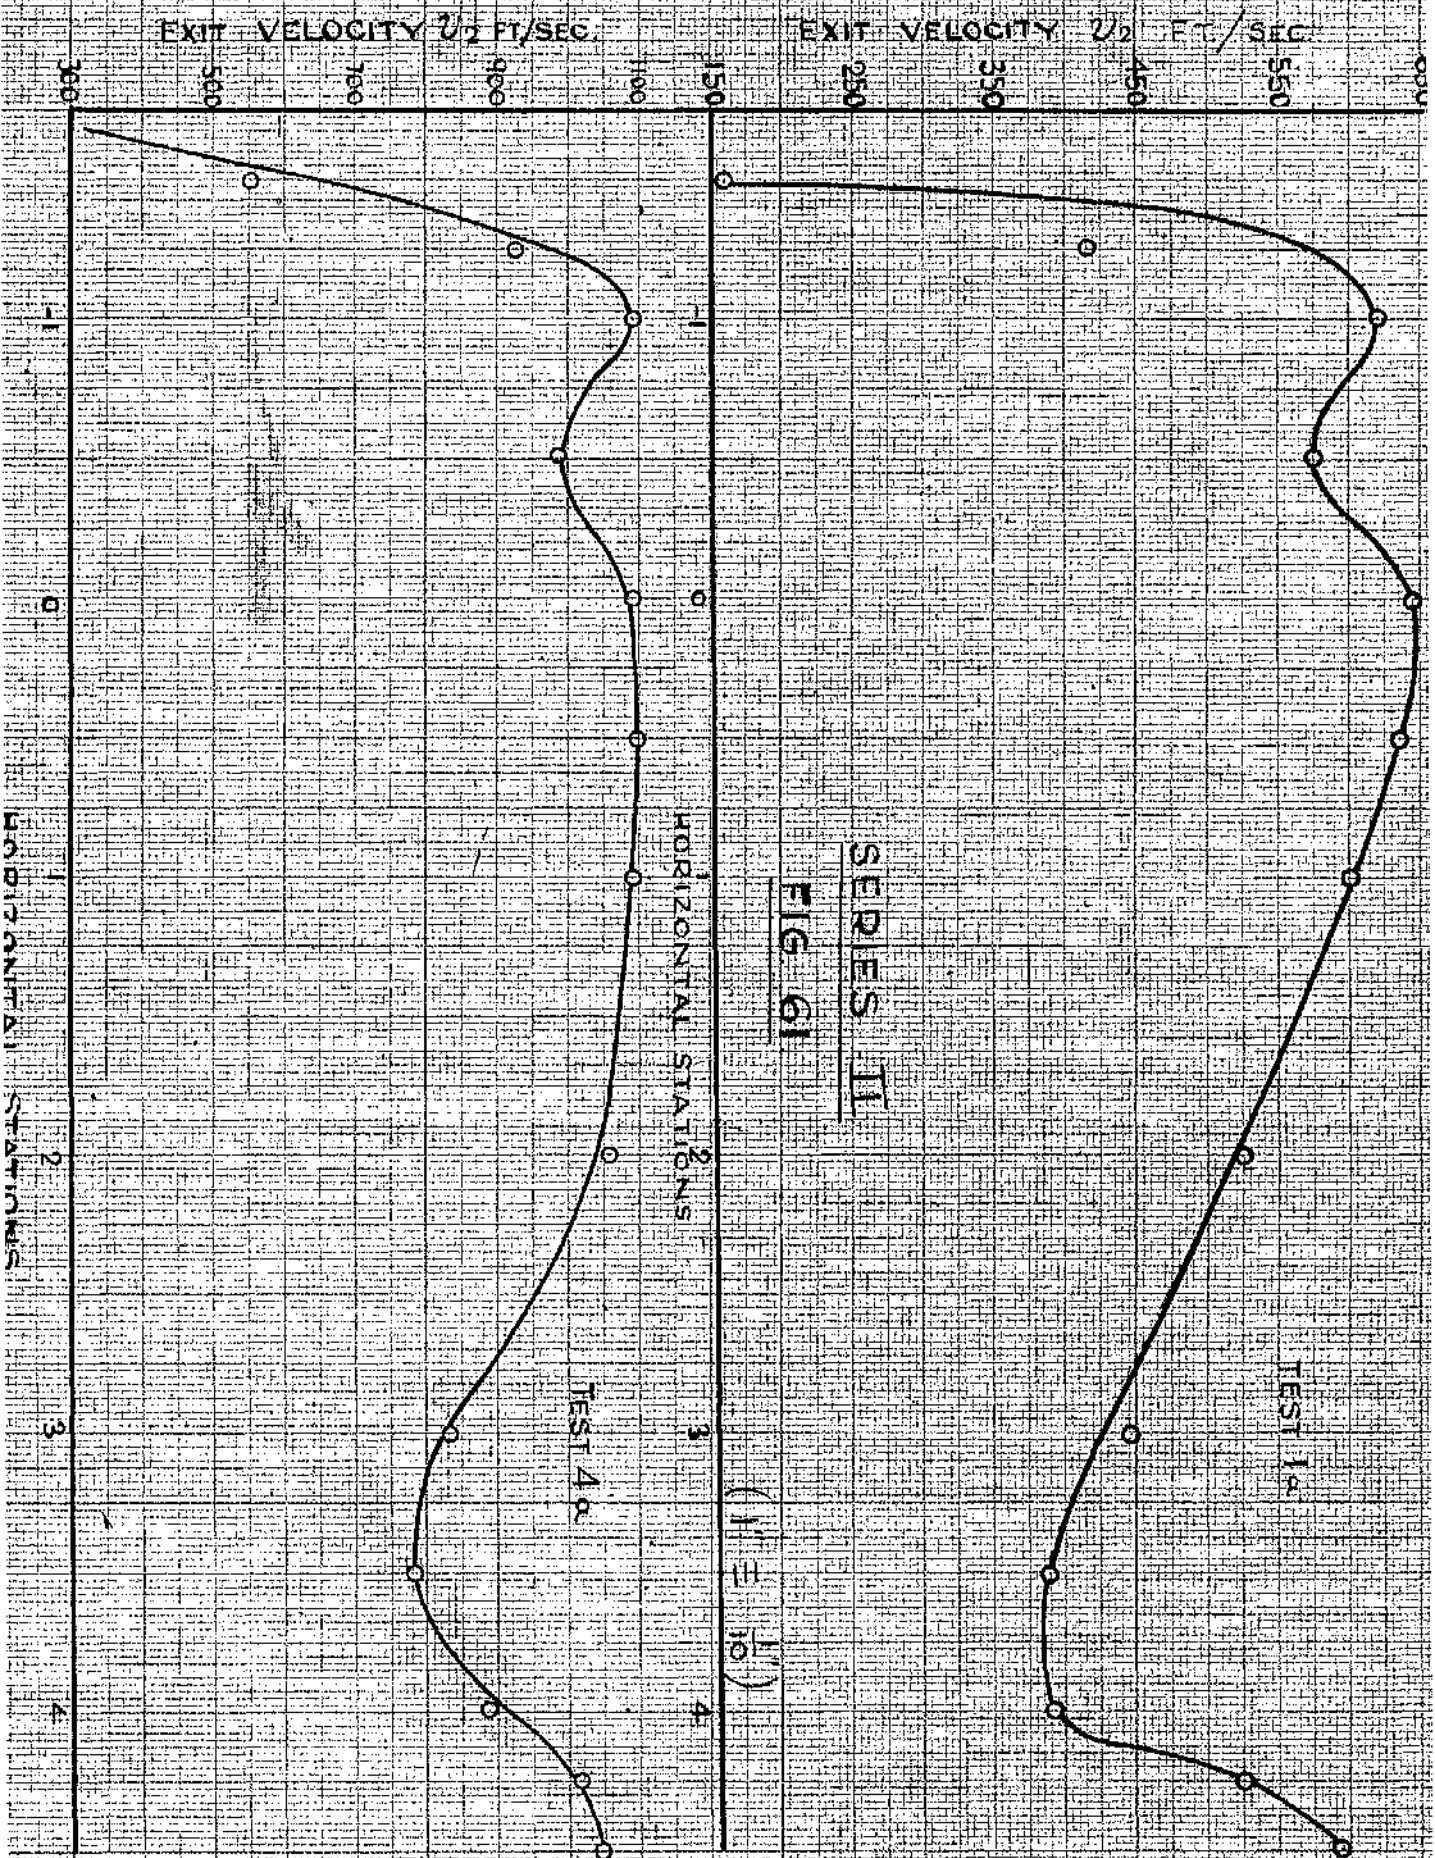 EXIT VELOCITY V₂ FT/SEC.
300 500 700 900 1100
EXIT VELOCITY V₂ FT/SEC
150 250 350 450 550
-1 0 1 2 3 4
HORIZONTAL STATIONS
(1" ≡ 1"/10)
TEST 1a
SERIES II
FIG 61
TEST 4a
-1 0 1 2 3 4
HORIZONTAL STATIONS